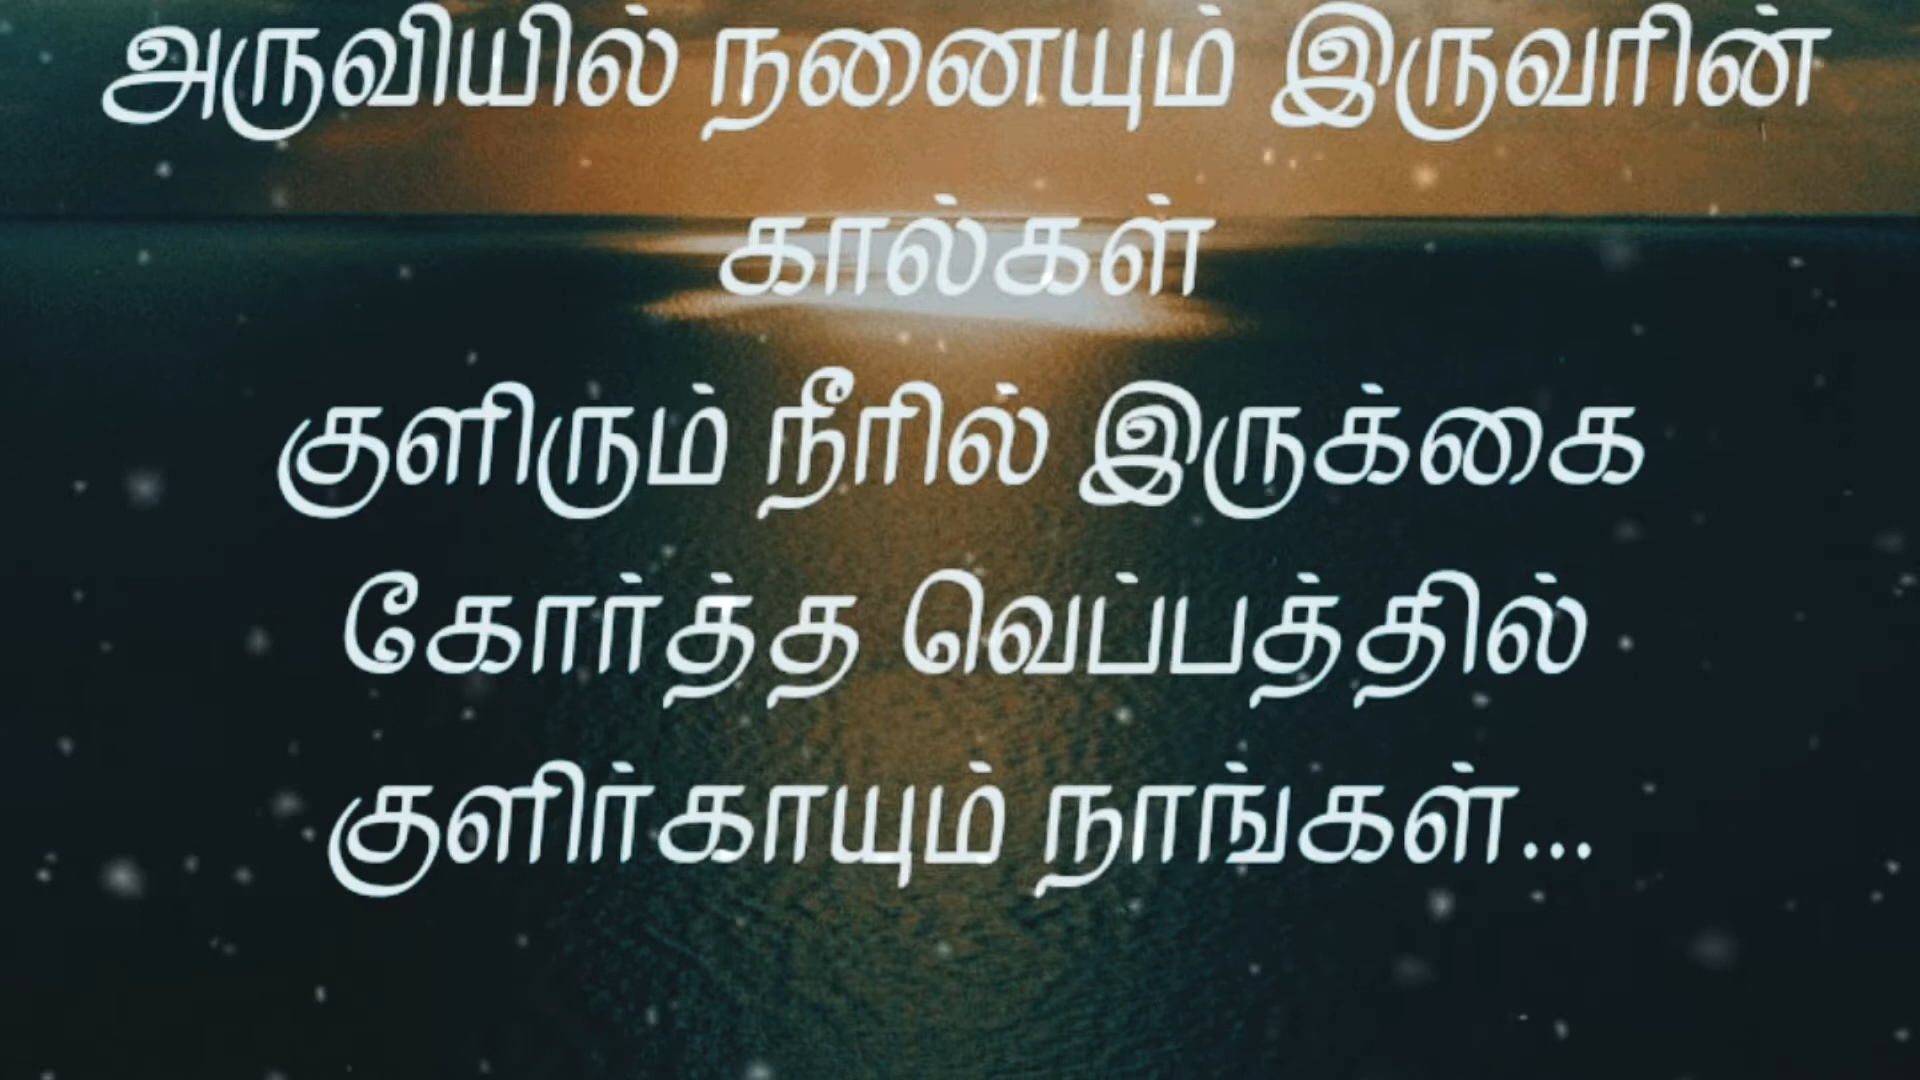 அருவியில் நனையும் இருவரின்
கால்கள்
குளிரும் நீரில் இருக்கை
கோர்த்த வெப்பத்தில்
குளிர்காயும் நாங்கள்...